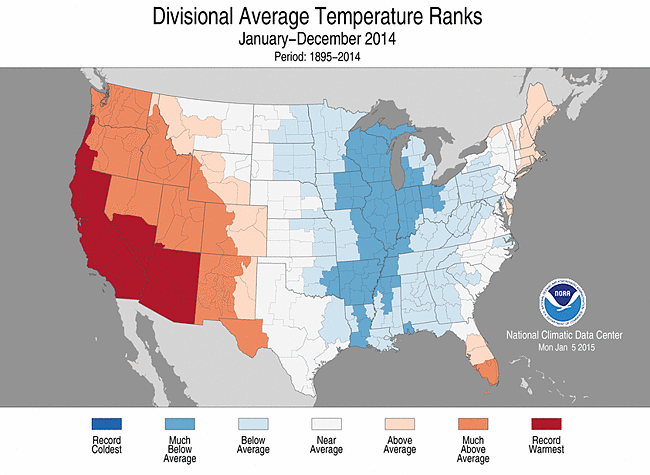 Divisional Average Temperature Ranks
January–December 2014
Period: 1895–2014
NOAA
National Climatic Data Center
Mon Jan 5 2015
Record Coldest
Much Below Average
Below Average
Near Average
Above Average
Much Above Average
Record Warmest